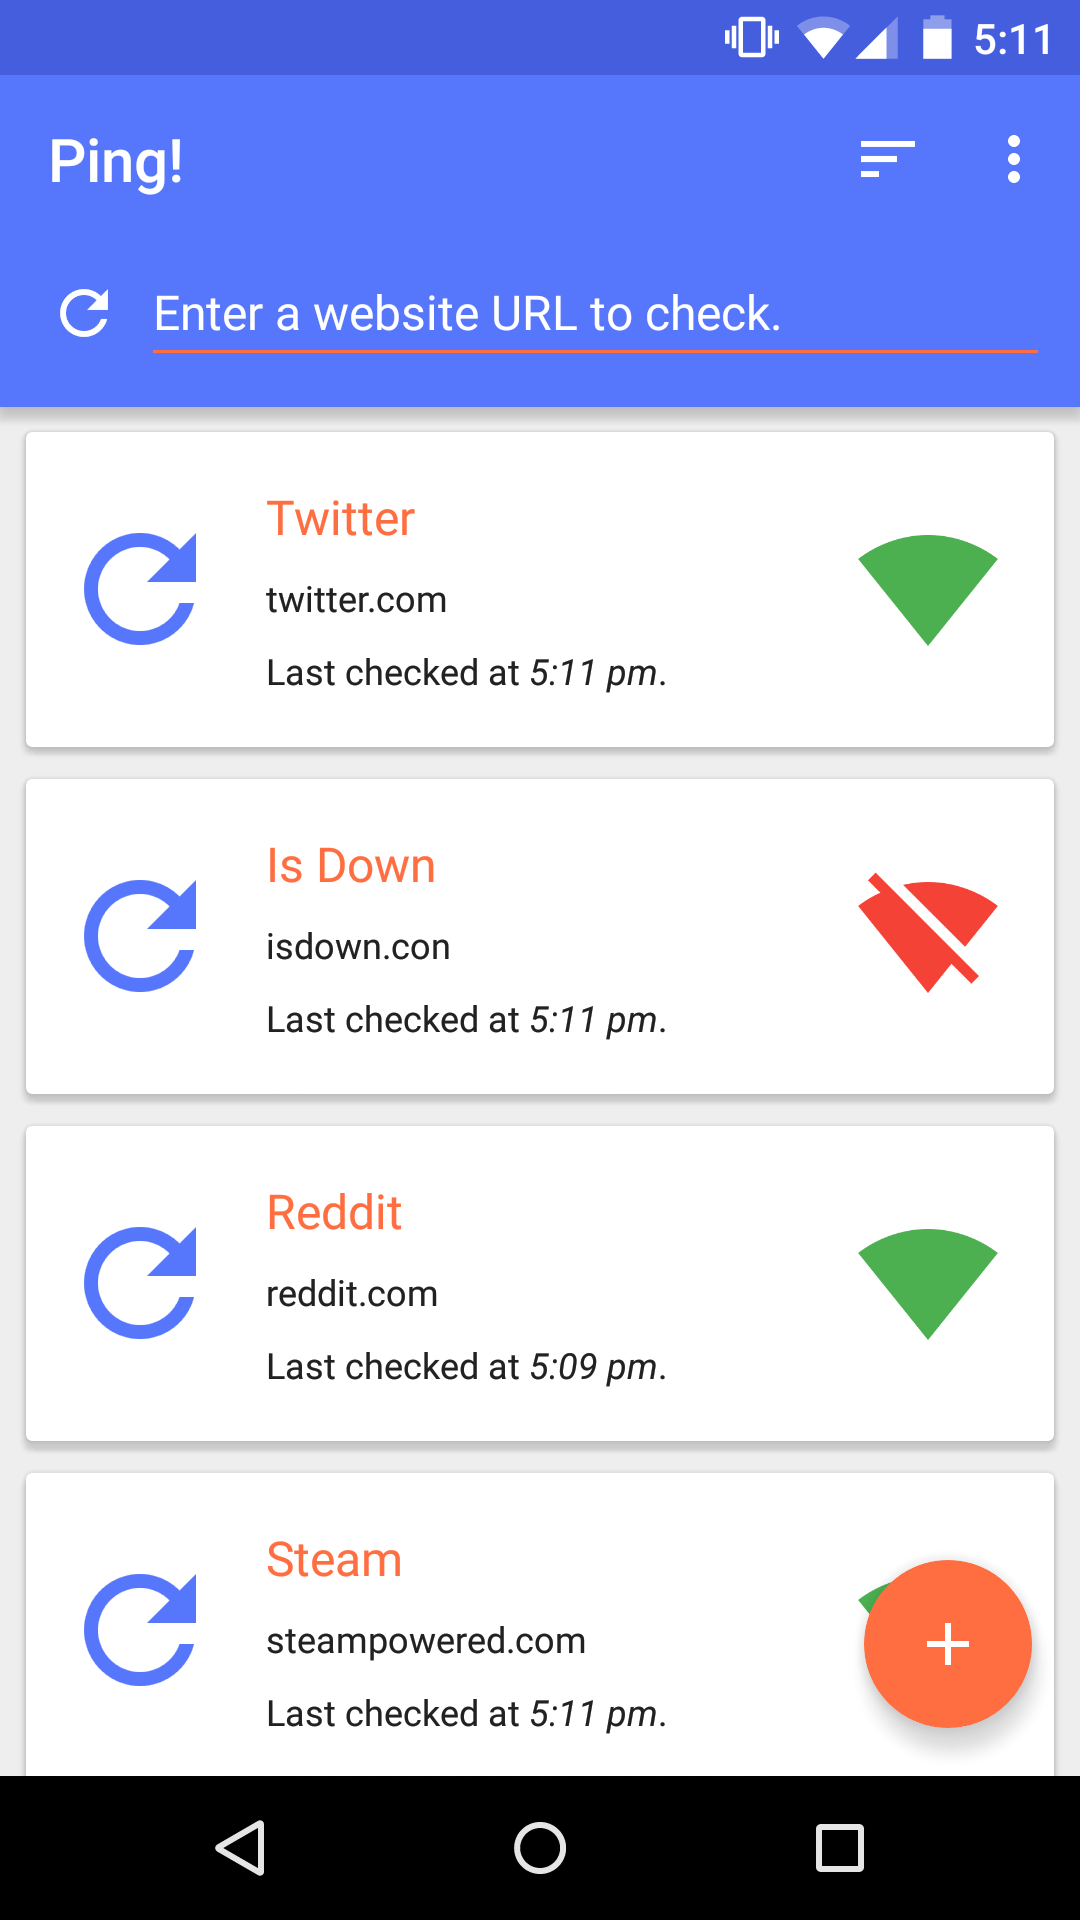 5:11
Ping!
Enter a website URL to check.
Twitter
twitter.com
Last checked at 5:11 pm.
Is Down
isdown.con
Last checked at 5:11 pm.
Reddit
reddit.com
Last checked at 5:09 pm.
Steam
steampowered.com
Last checked at 5:11 pm.